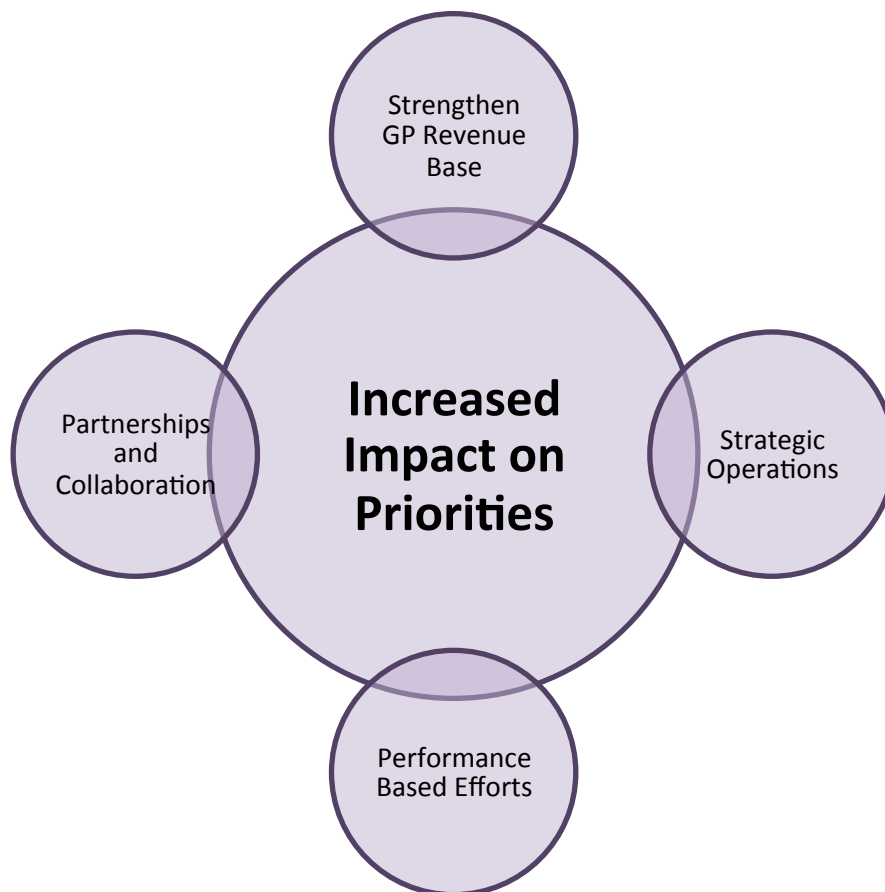 Strengthen
GP Revenue
Base
Partnerships
and
Collaboration
Increased
Impact on
Priorities
Strategic
Operations
Performance
Based Efforts